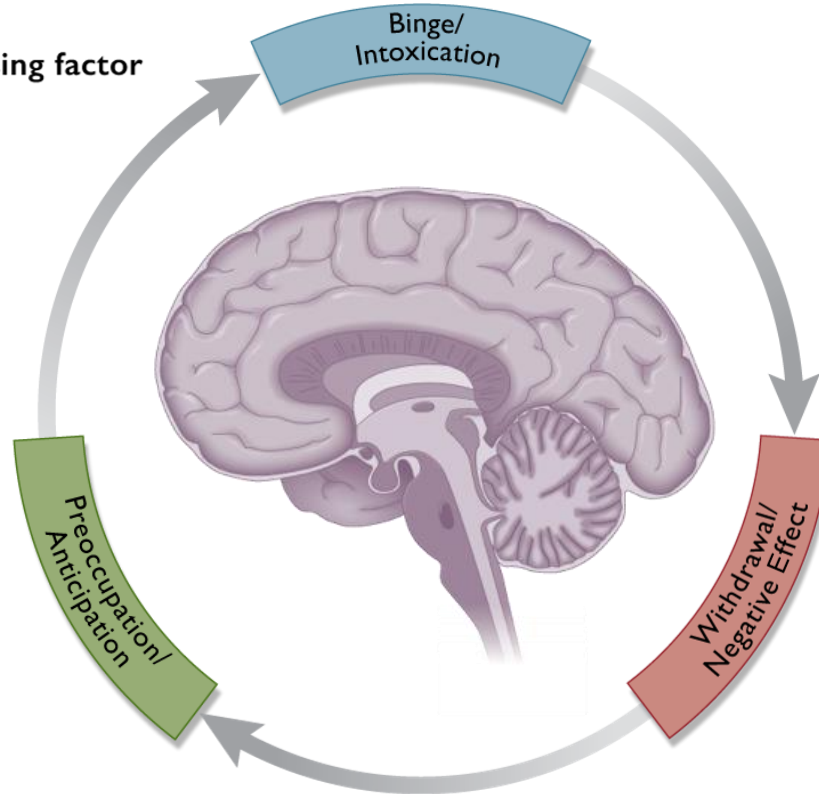 ing factor
Binge/
Intoxication
Withdrawal/
Negative Effect
Preoccupation/
Anticipation